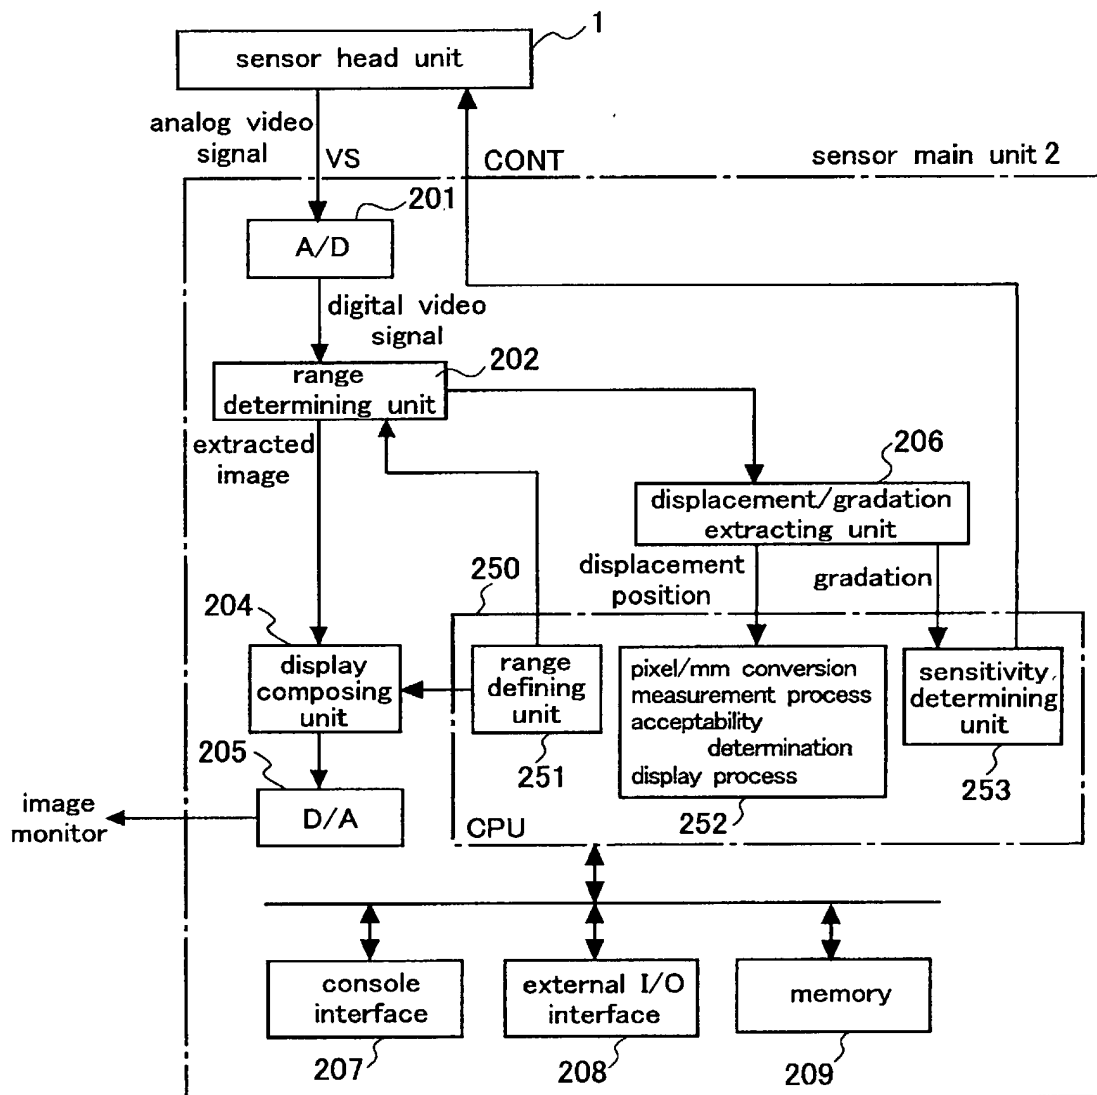 1
sensor head unit
analog video
signal
VS
CONT
sensor main unit 2
201
A/D
digital video
signal
202
range
determining unit
extracted
image
206
displacement/gradation
extracting unit
displacement
position
gradation
250
204
display
composing
unit
range
defining
unit
251
pixel/mm conversion
measurement process
acceptability
determination
display process
252
sensitivity
determining
unit
253
205
D/A
image
monitor
CPU
console
interface
207
external I/O
interface
208
memory
209